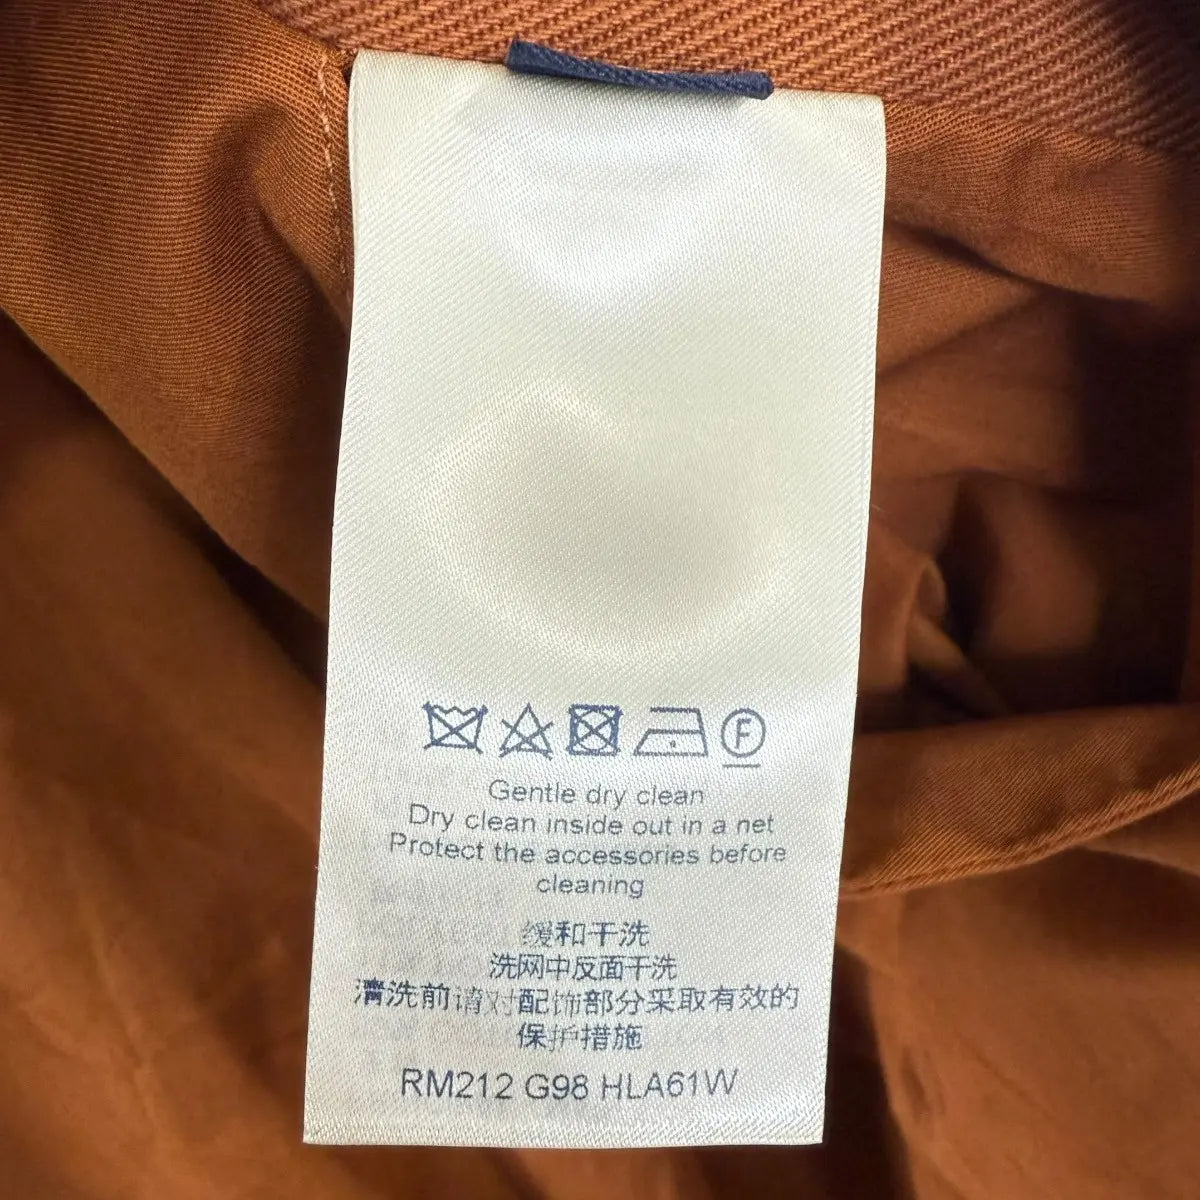 F
Gentle dry clean
Dry clean inside out in a net
Protect the accessories before
cleaning
缓和干洗
洗网中反面干洗
清洗前请对配饰部分采取有效的
保护措施
RM212 G98 HLA61W